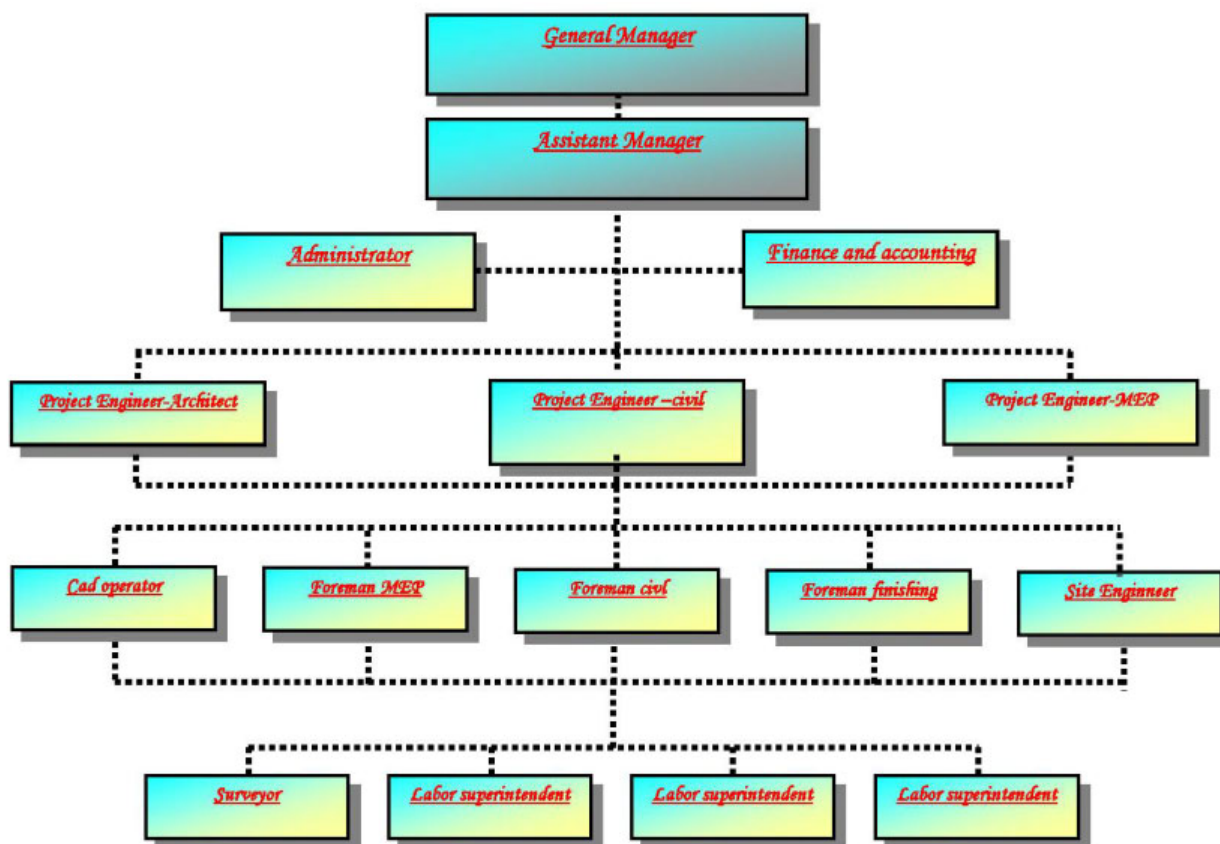 General Manager
Assistant Manager
Administrator
Finance and accounting
Project Engineer-Architect
Project Engineer –civil
Project Engineer-MEP
Cad operator
Foreman MEP
Foreman civl
Foreman finishing
Site Enginneer
Surveyor
Labor superintendent
Labor superintendent
Labor superintendent